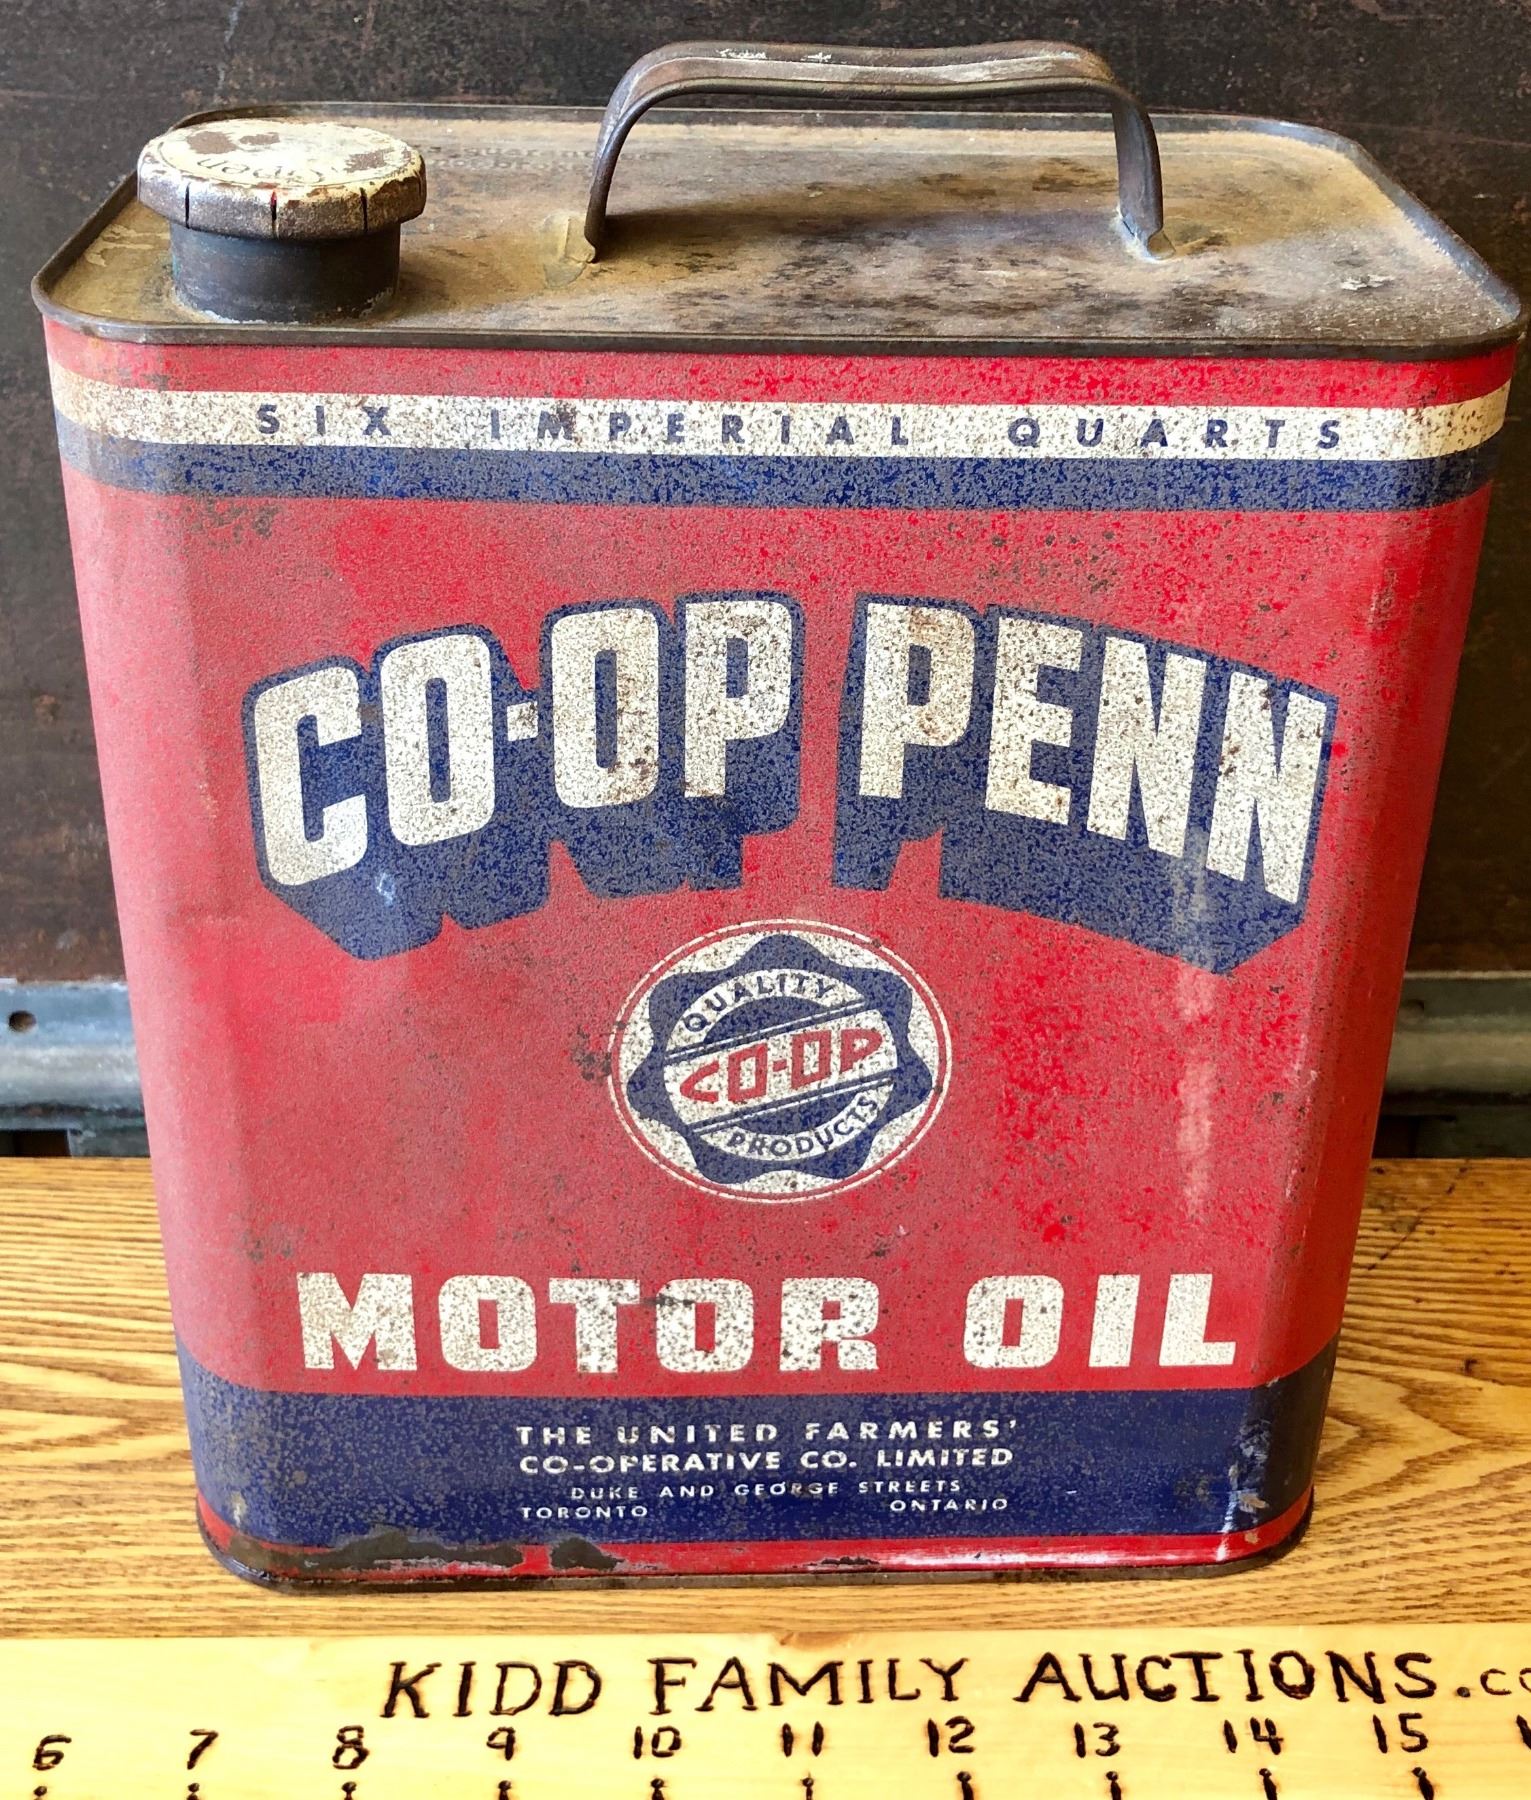 SIX IMPERIAL QUARTS
CO-OP PENN
QUALITY
CO-OP
PRODUCTS
MOTOR OIL
THE UNITED FARMERS'
CO-OPERATIVE CO. LIMITED
DUKE AND GEORGE STREETS
TORONTO ONTARIO
KIDD FAMILY AUCTIONS.co
6 7 8 9 10 11 12 13 14 15